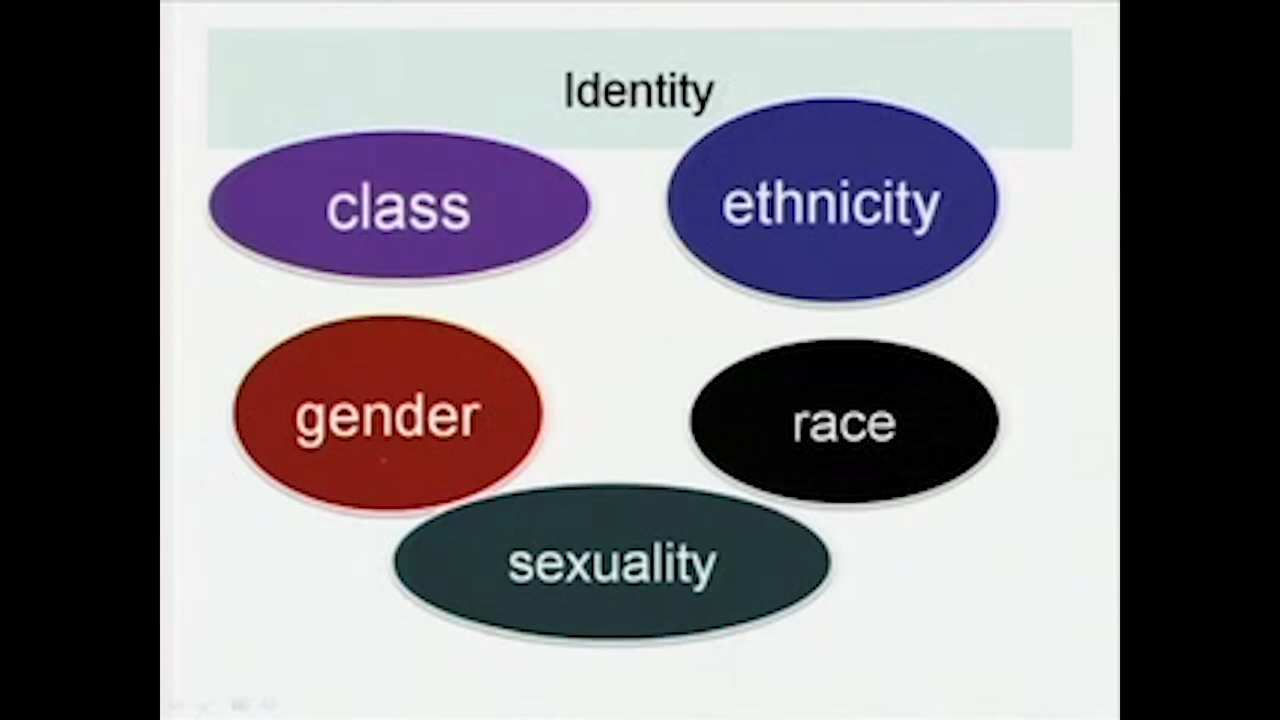 Identity
class
ethnicity
gender
race
sexuality